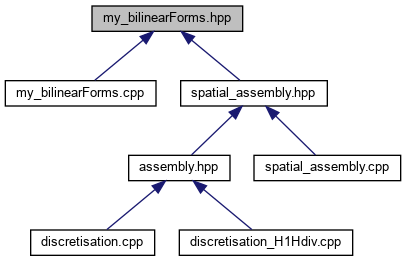 my_bilinearForms.hpp
my_bilinearForms.cpp
spatial_assembly.hpp
assembly.hpp
spatial_assembly.cpp
discretisation.cpp
discretisation_H1Hdiv.cpp